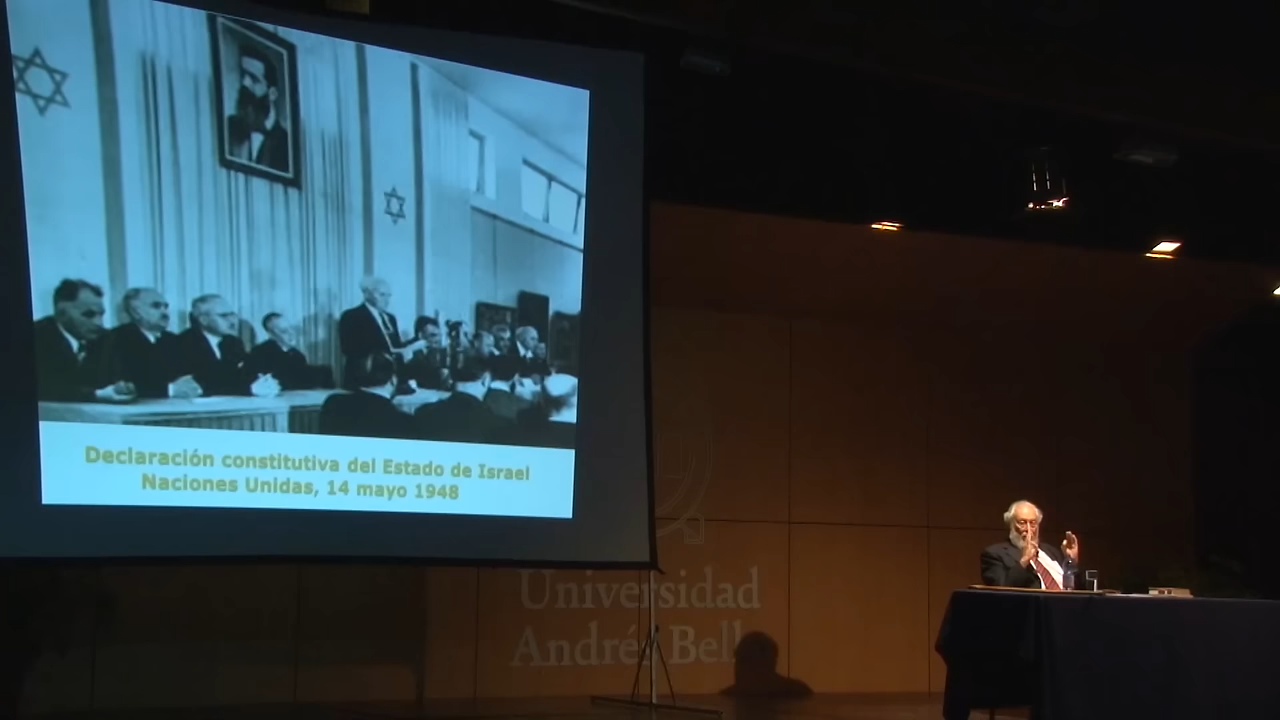 Declaración constitutiva del Estado de Israel
Naciones Unidas, 14 mayo 1948
Universidad
Andrés Bell